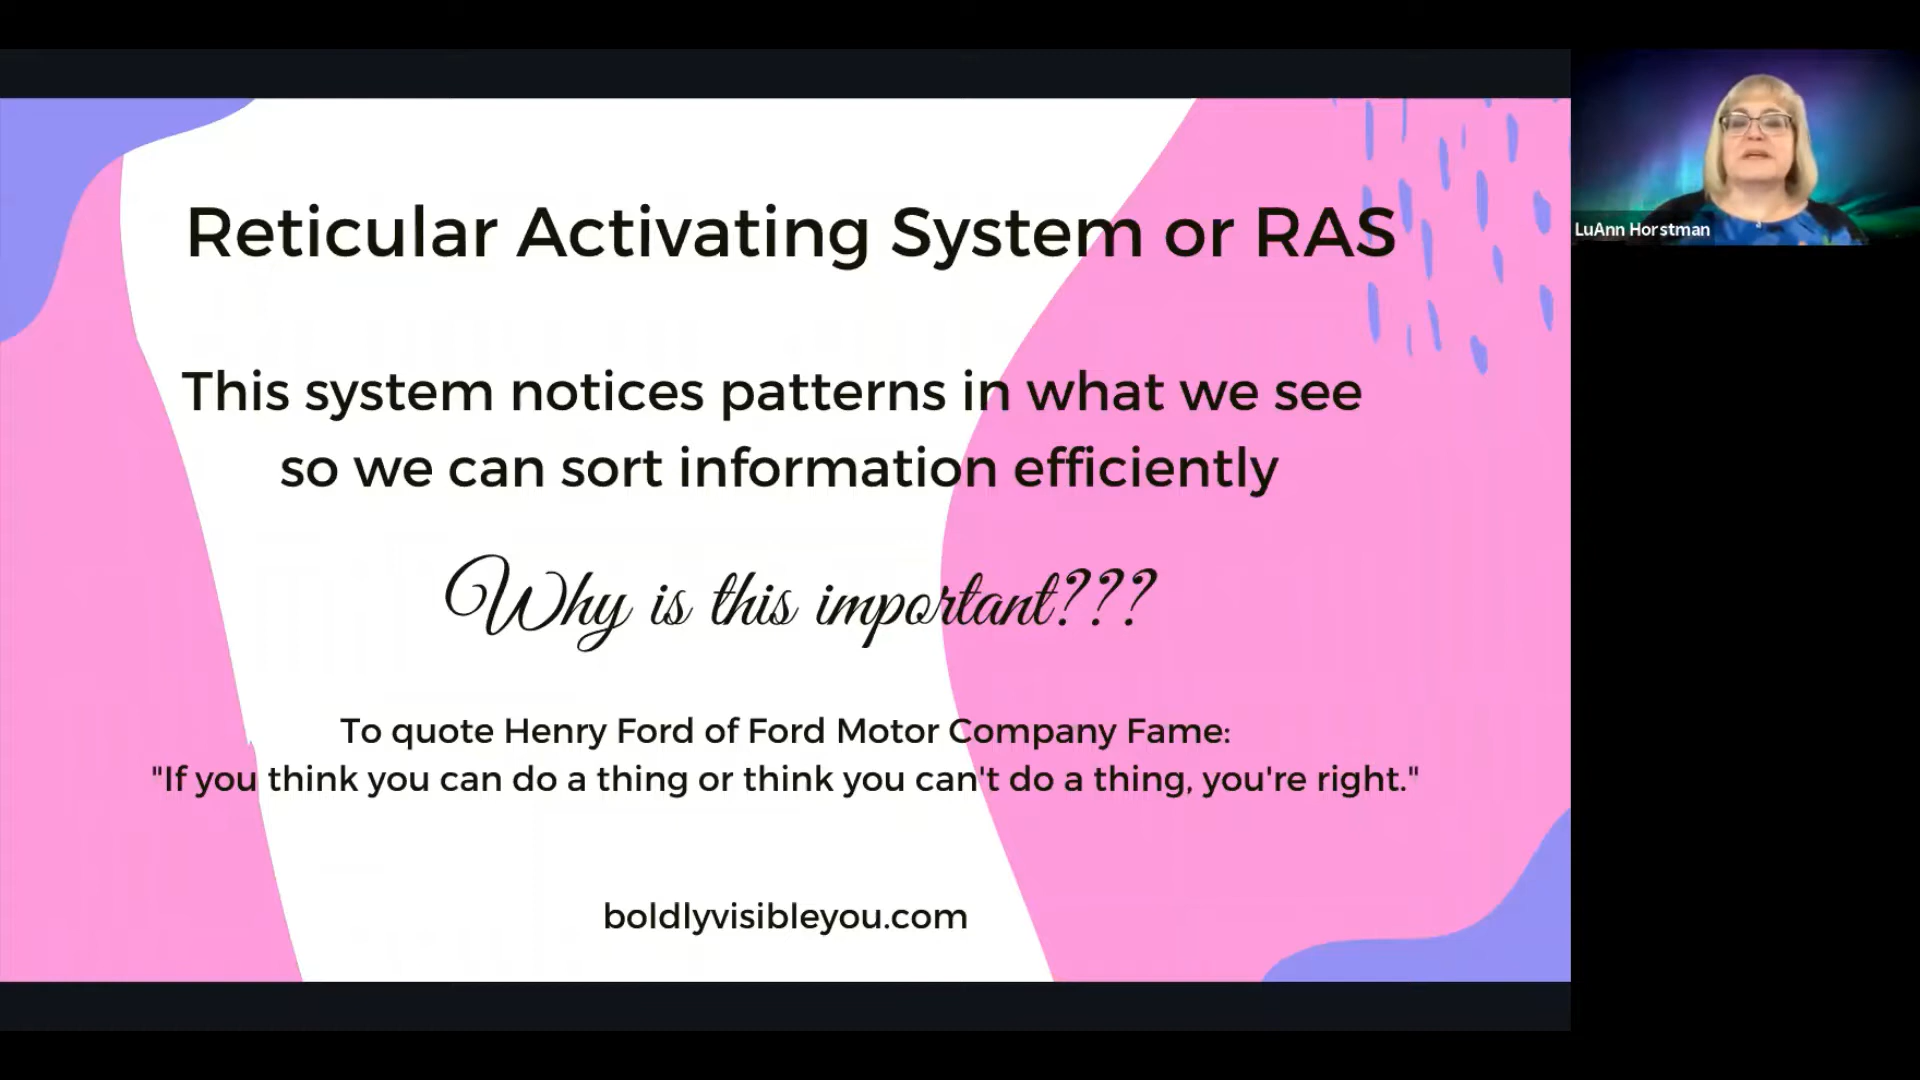 Reticular Activating System or RAS
This system notices patterns in what we see
so we can sort information efficiently
Why is this important???
To quote Henry Ford of Ford Motor Company Fame:
"If you think you can do a thing or think you can't do a thing, you're right."
boldlyvisibleyou.com
LuAnn Horstman